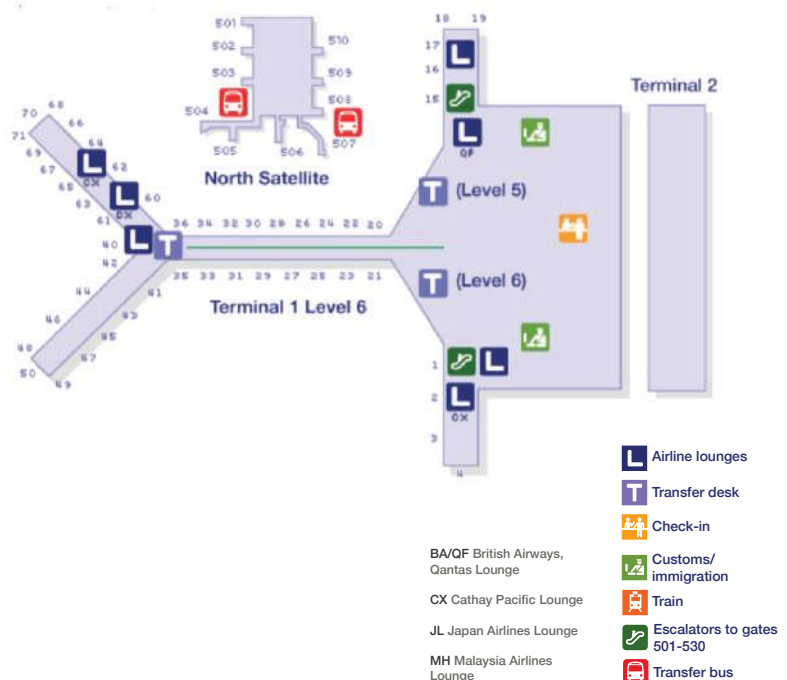 18 19
501
502
503
504
505
506
507
508
509
510
North Satellite
17
16
15
QF
Terminal 2
70 68
66
64
62
60
71
69
67
65
63
61
CX
CX
T (Level 5)
36 34 32 30 28 26 24 22 20
40
42
44
46
48
50
T
35 33 31 29 27 25 23 21
41
43
45
47
49
Terminal 1 Level 6
T (Level 6)
1
2
3
4
CX
L Airline lounges
T Transfer desk
Check-in
Customs/
immigration
Train
Escalators to gates
501-530
Transfer bus
BA/QF British Airways,
Qantas Lounge
CX Cathay Pacific Lounge
JL Japan Airlines Lounge
MH Malaysia Airlines
Lounge